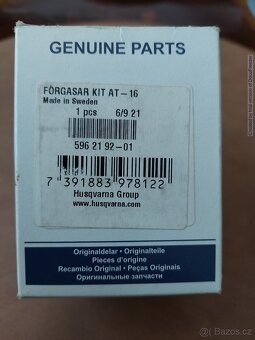 GENUINE PARTS
FÖRGASAR KIT AT-16
Made in Sweden
1 pcs 6/9 21
596 21 92-01
7 391883 978122
Husqvarna Group
www.husqvarna.com
Originaldelar • Originalteile
Pieces d'origine
Recambio Original • Peças Originais
Оригинальные запчасти
Bazoš.cz